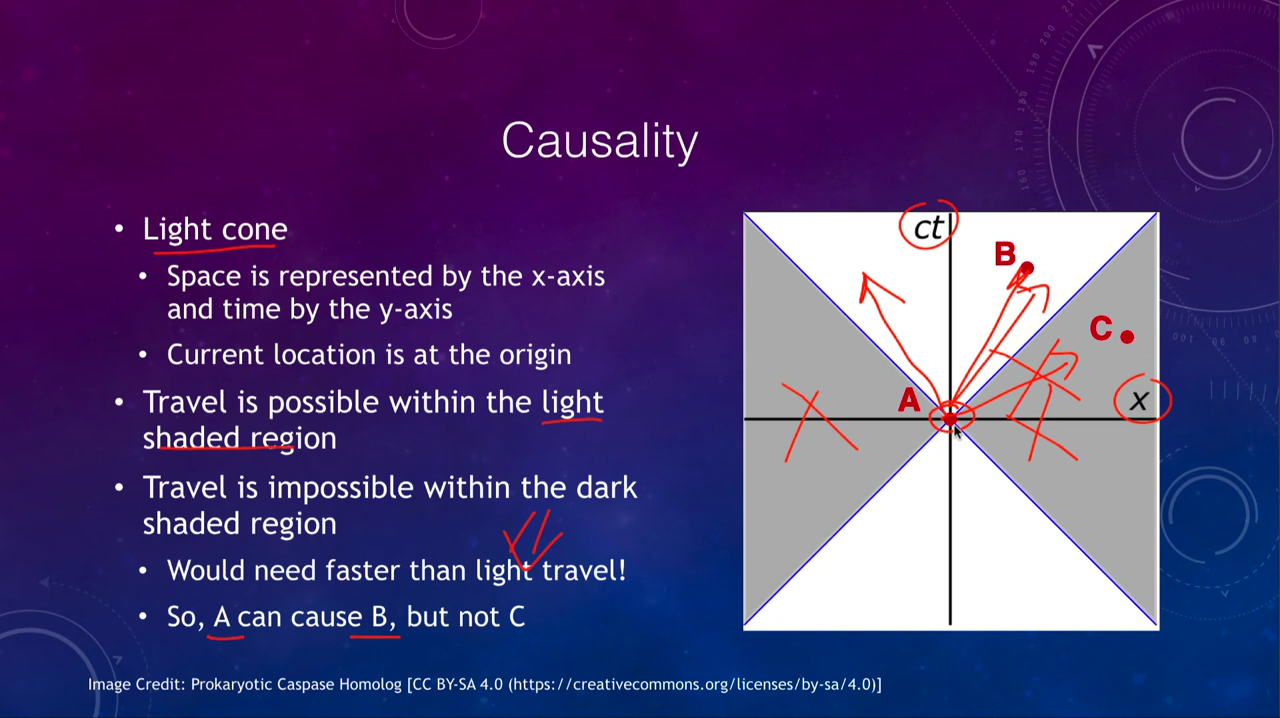 Causality
• Light cone
• Space is represented by the x-axis
and time by the y-axis
• Current location is at the origin
• Travel is possible within the light
shaded region
• Travel is impossible within the dark
shaded region
• Would need faster than light travel!
• So, A can cause B, but not C
ct
B
C
A
x
Image Credit: Prokaryotic Caspase Homolog [CC BY-SA 4.0 (https://creativecommons.org/licenses/by-sa/4.0)]